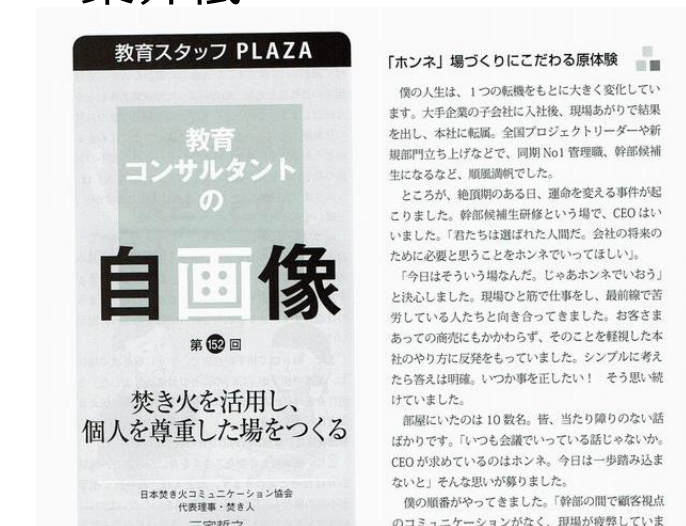 教育スタッフ PLAZA
教育
コンサルタント
の
自画像
第152回
焚き火を活用し、
個人を尊重した場をつくる
日本焚き火コミュニケーション協会
代表理事・焚き人
「ホンネ」場づくりにこだわる原体験
僕の人生は、1つの転機をもとに大きく変化してい
ます。大手企業の子会社に入社後、現場あがりで結果
を出し、本社に転属。全国プロジェクトリーダーや新
規部門立ち上げなどで、同期 No1 管理職、幹部候補
生になるなど、順風満帆でした。
ところが、絶頂期のある日、運命を変える事件が起
こりました。幹部候補生研修という場で、CEO はい
いました。「君たちは選ばれた人間だ。会社の将来の
ために必要と思うことをホンネでいってほしい」。
「今日はそういう場なんだ。じゃあホンネでいおう」
と決心しました。現場ひと筋で仕事をし、最前線で苦
労している人たちと向き合ってきました。お客さま
あっての商売にもかかわらず、そのことを軽視した本
社のやり方に反発をもっていました。シンプルに考え
たら答えは明確。いつか事を正したい！ そう思い続
けていました。
部屋にいたのは 10 数名。皆、当たり障りのない話
ばかりです。「いつも会議でいっている話じゃないか。
CEO が求めているのはホンネ。今日は一歩踏み込ま
ないと」そんな思いが募りました。
僕の順番がやってきました。「幹部の間で顧客視点
のコミュニケーションがなく、現場が疲弊していま